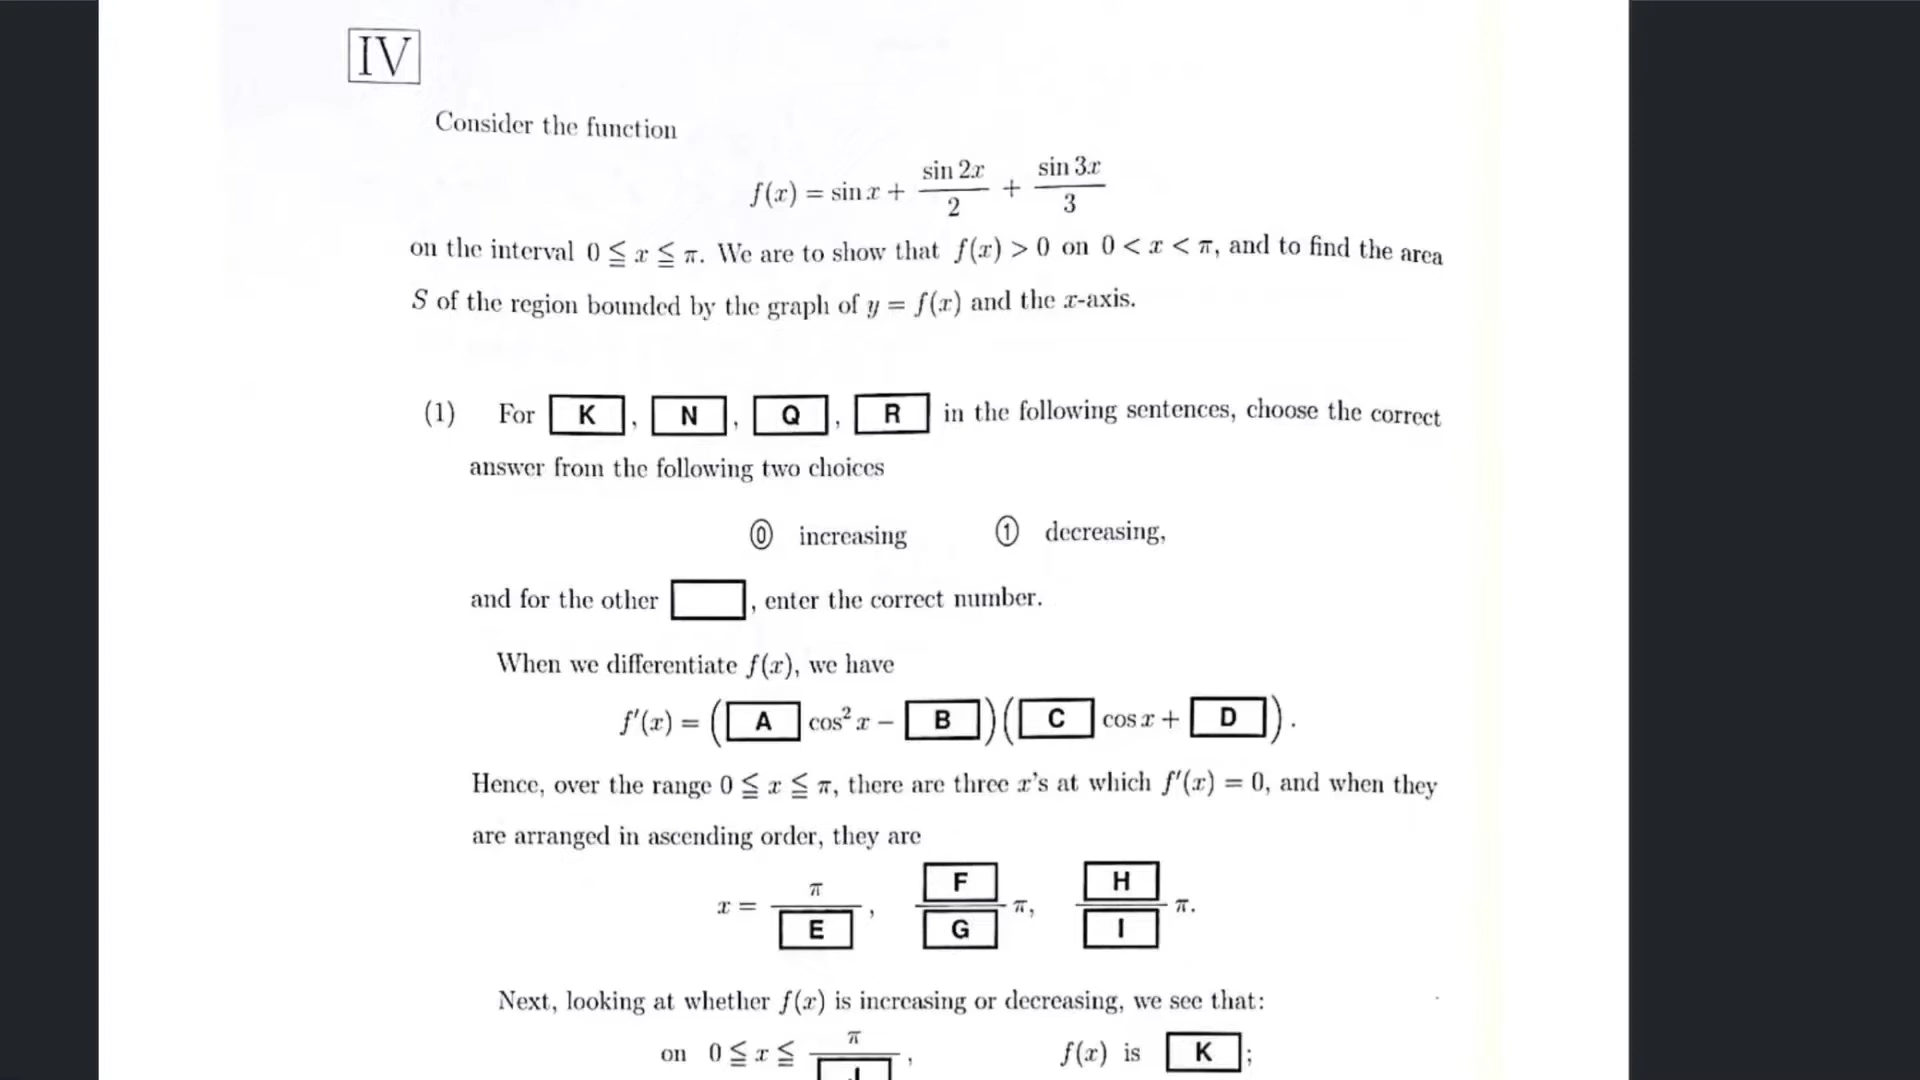 IV
Consider the function
f(x) = sin x + sin 2x / 2 + sin 3x / 3
on the interval 0 ≦ x ≦ π. We are to show that f(x) > 0 on 0 < x < π, and to find the area
S of the region bounded by the graph of y = f(x) and the x-axis.
(1) For K, N, Q, R in the following sentences, choose the correct
answer from the following two choices
⓪ increasing ① decreasing,
and for the other , enter the correct number.
When we differentiate f(x), we have
f′(x) = (A cos² x − B)(C cos x + D).
Hence, over the range 0 ≦ x ≦ π, there are three x's at which f′(x) = 0, and when they
are arranged in ascending order, they are
x = π / E, F / G π, H / I π.
Next, looking at whether f(x) is increasing or decreasing, we see that:
on 0 ≦ x ≦ π / J, f(x) is K;